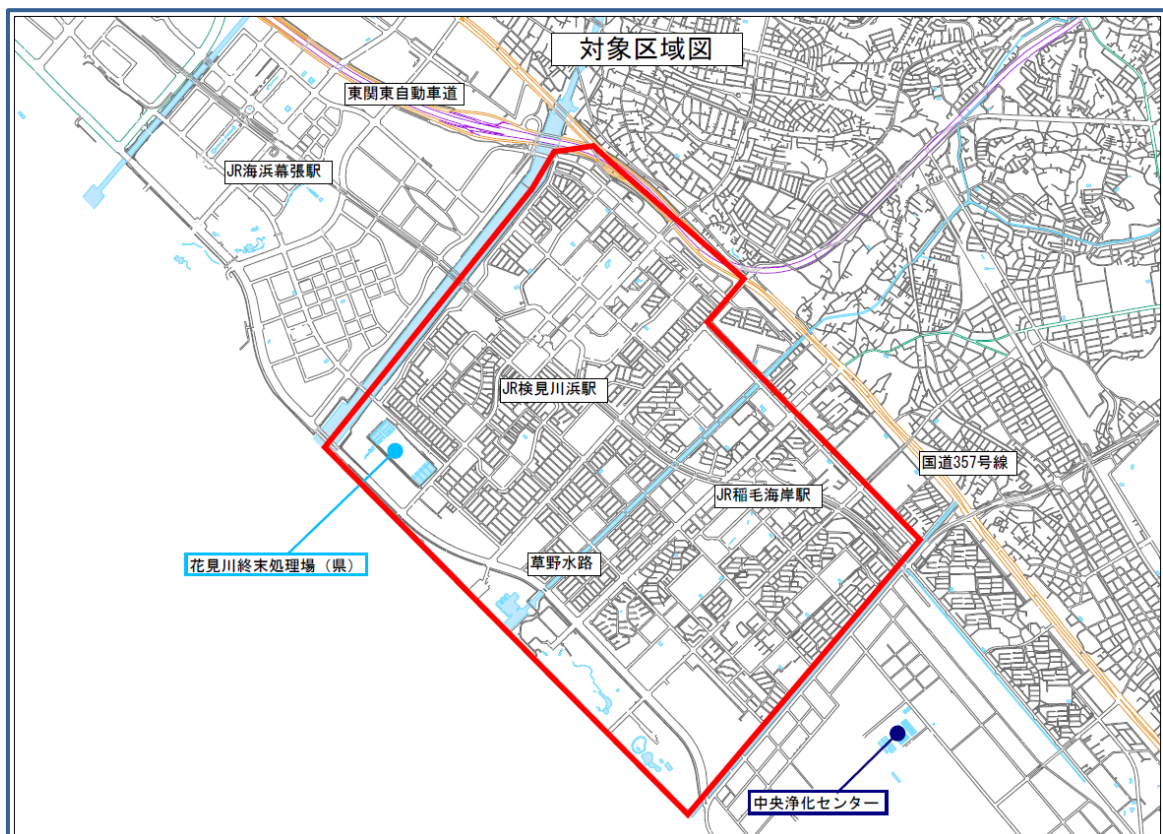 対象区域図
東関東自動車道
JR海浜幕張駅
JR検見川浜駅
国道357号線
JR稲毛海岸駅
花見川終末処理場（県）
草野水路
中央浄化センター